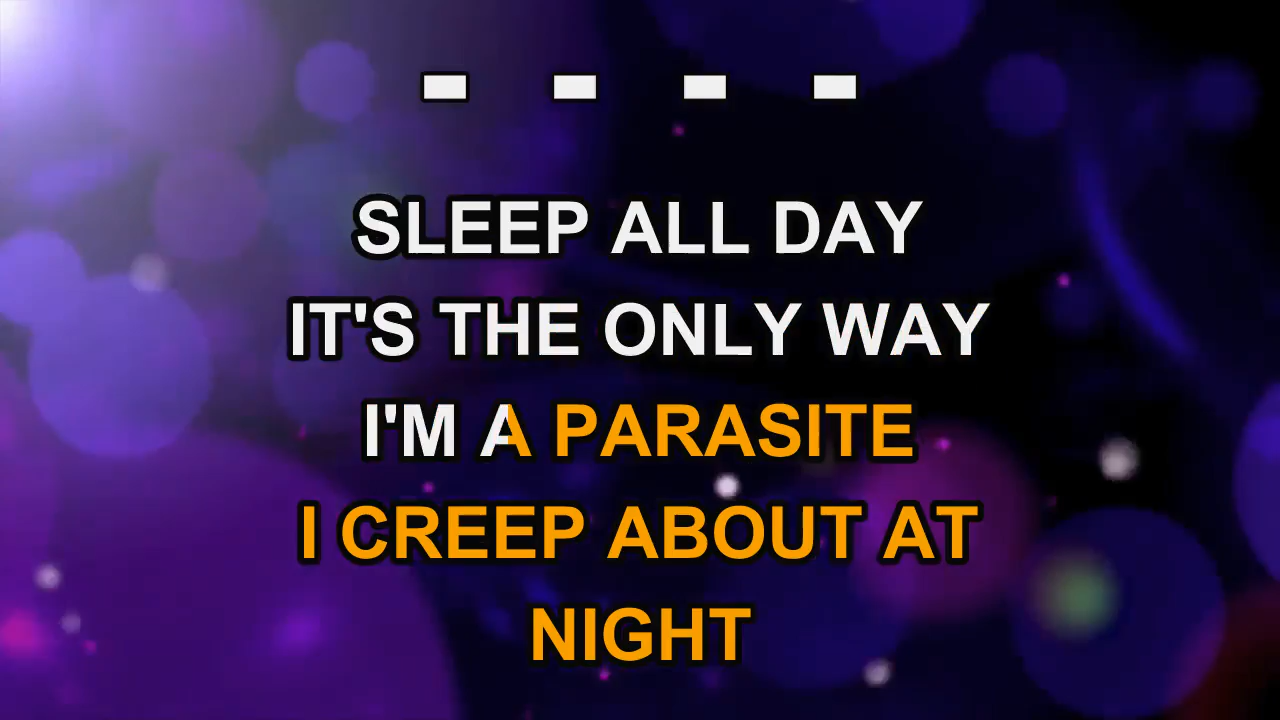 - - - -
SLEEP ALL DAY
IT'S THE ONLY WAY
I'M A PARASITE
I CREEP ABOUT AT
NIGHT